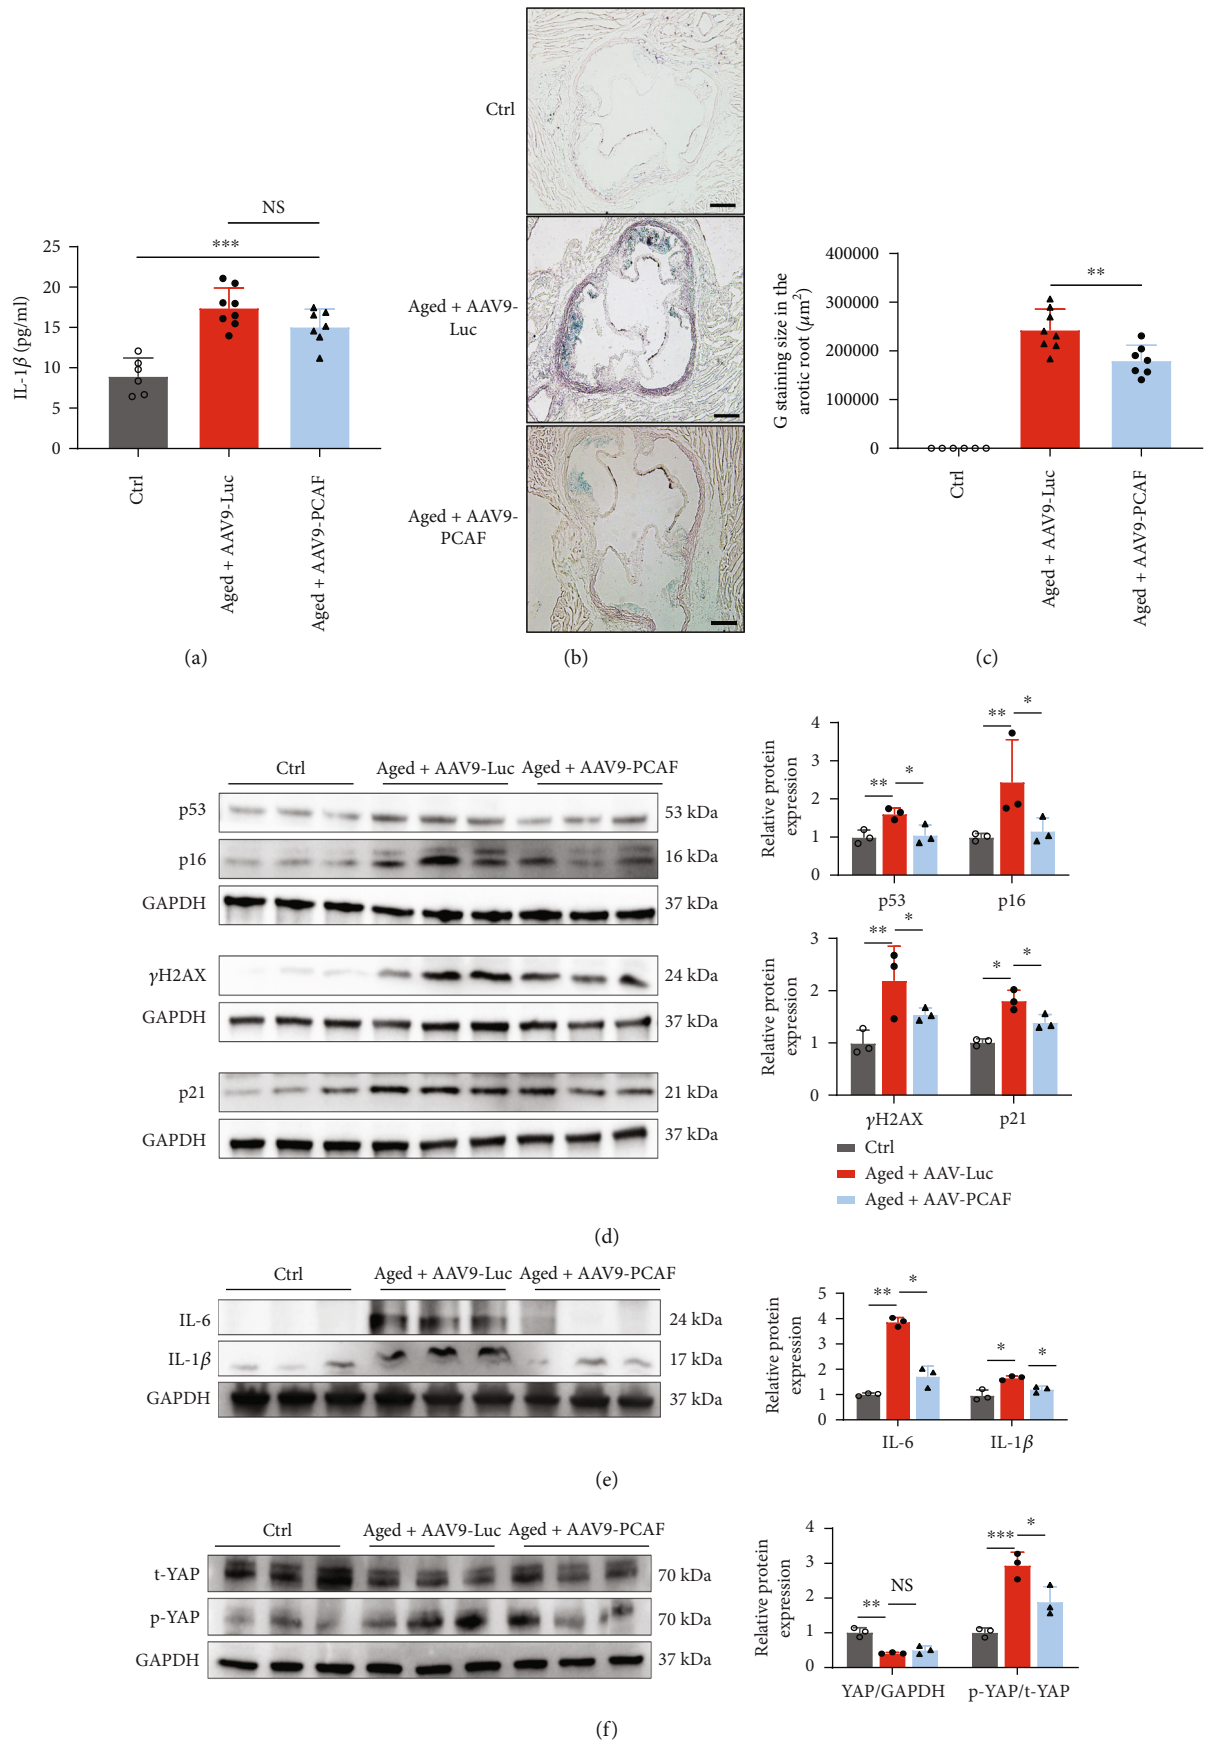 NS
***
25
20
15
10
5
0
IL-1β (pg/ml)
Ctrl
Aged + AAV9-Luc
Aged + AAV9-PCAF
(a)
Ctrl
Aged + AAV9-
Luc
Aged + AAV9-
PCAF
(b)
400000
300000
200000
100000
0
G staining size in the
arotic root (μm²)
**
Ctrl
Aged + AAV9-Luc
Aged + AAV9-PCAF
(c)
Ctrl
Aged + AAV9-Luc
Aged + AAV9-PCAF
p53
53 kDa
p16
16 kDa
GAPDH
37 kDa
γH2AX
24 kDa
GAPDH
37 kDa
p21
21 kDa
GAPDH
37 kDa
Relative protein
expression
4
3
2
1
0
**
*
**
*
p53
p16
Relative protein
expression
3
2
1
0
**
*
*
*
γH2AX
p21
Ctrl
Aged + AAV-Luc
Aged + AAV-PCAF
(d)
Ctrl
Aged + AAV9-Luc
Aged + AAV9-PCAF
IL-6
24 kDa
IL-1β
17 kDa
GAPDH
37 kDa
Relative protein
expression
5
4
3
2
1
0
**
*
*
*
IL-6
IL-1β
(e)
Ctrl
Aged + AAV9-Luc
Aged + AAV9-PCAF
t-YAP
70 kDa
p-YAP
70 kDa
GAPDH
37 kDa
Relative protein
expression
4
3
2
1
0
**
NS
***
*
YAP/GAPDH
p-YAP/t-YAP
(f)